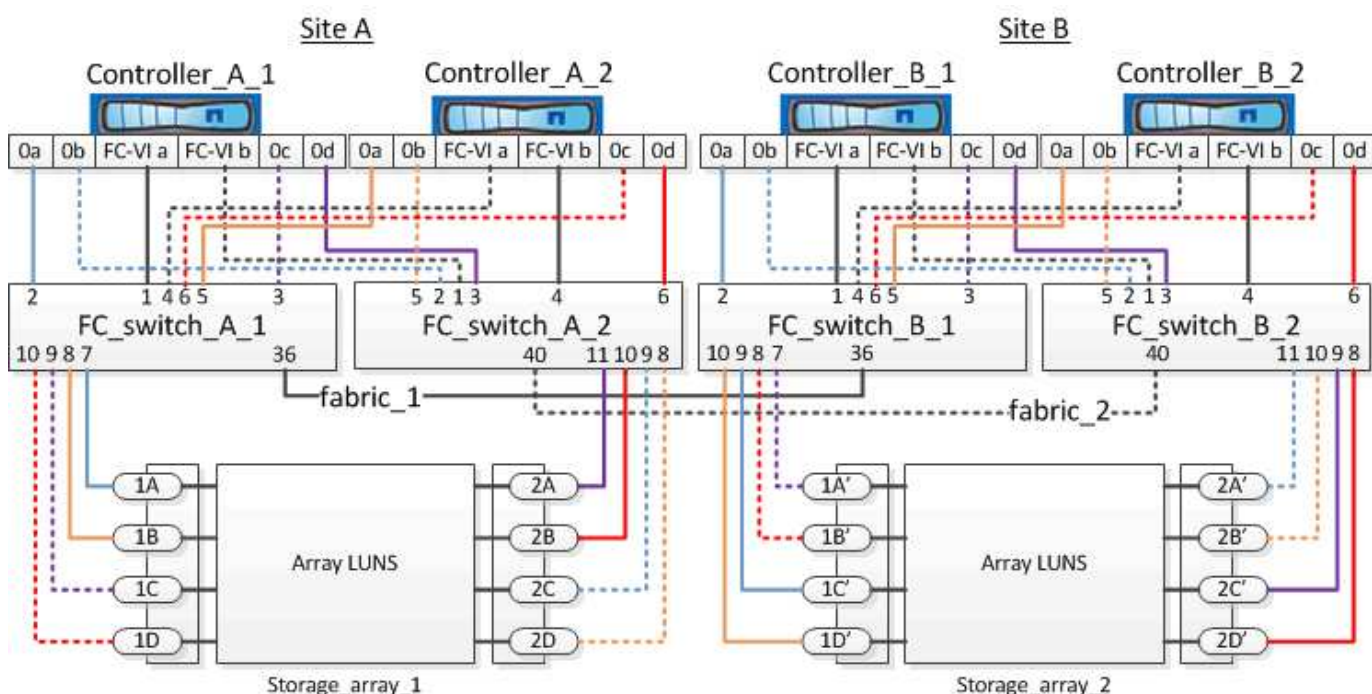 Site A Site B
Controller_A_1 Controller_A_2 Controller_B_1 Controller_B_2
0a 0b FC-VI a FC-VI b 0c 0d 0a 0b FC-VI a FC-VI b 0c 0d 0a 0b FC-VI a FC-VI b 0c 0d 0a 0b FC-VI a FC-VI b 0c 0d
2 1 4 6 5 3 5 2 1 3 4 6 2 1 4 6 5 3 5 2 1 3 4 6
FC_switch_A_1 FC_switch_A_2 FC_switch_B_1 FC_switch_B_2
10 9 8 7 36 40 11 10 9 8 10 9 8 7 36 40 11 10 9 8
fabric_1 fabric_2
1A 2A 1A' 2A'
1B 2B 1B' 2B'
Array LUNS Array LUNS
1C 2C 1C' 2C'
1D 2D 1D' 2D'
Storage array 1 Storage array 2